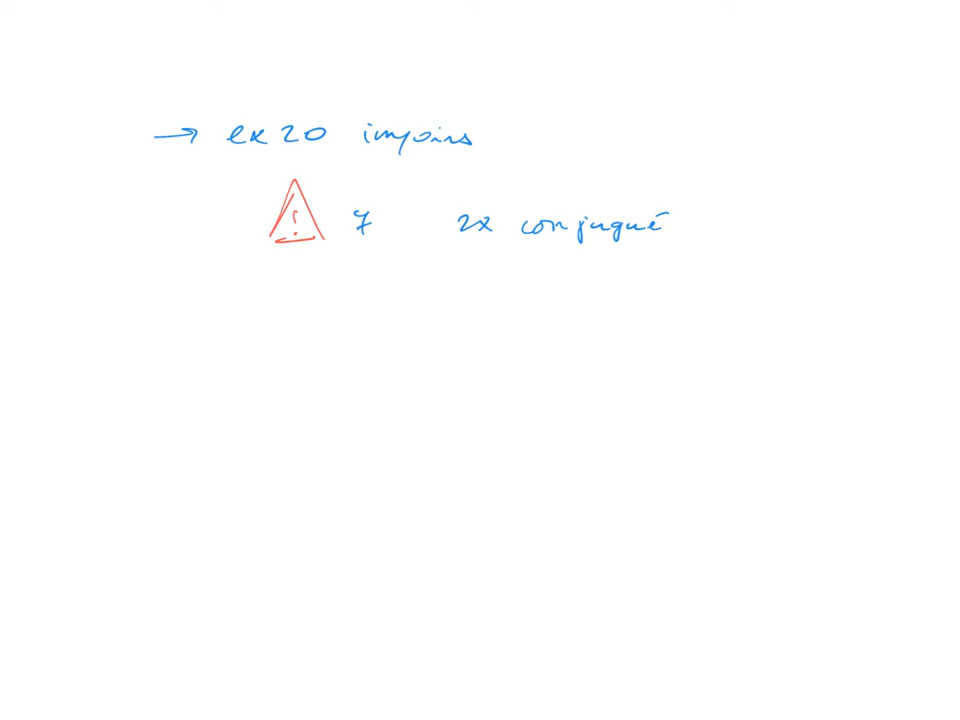 → ex 20 impairs
! 7 2x conjugué